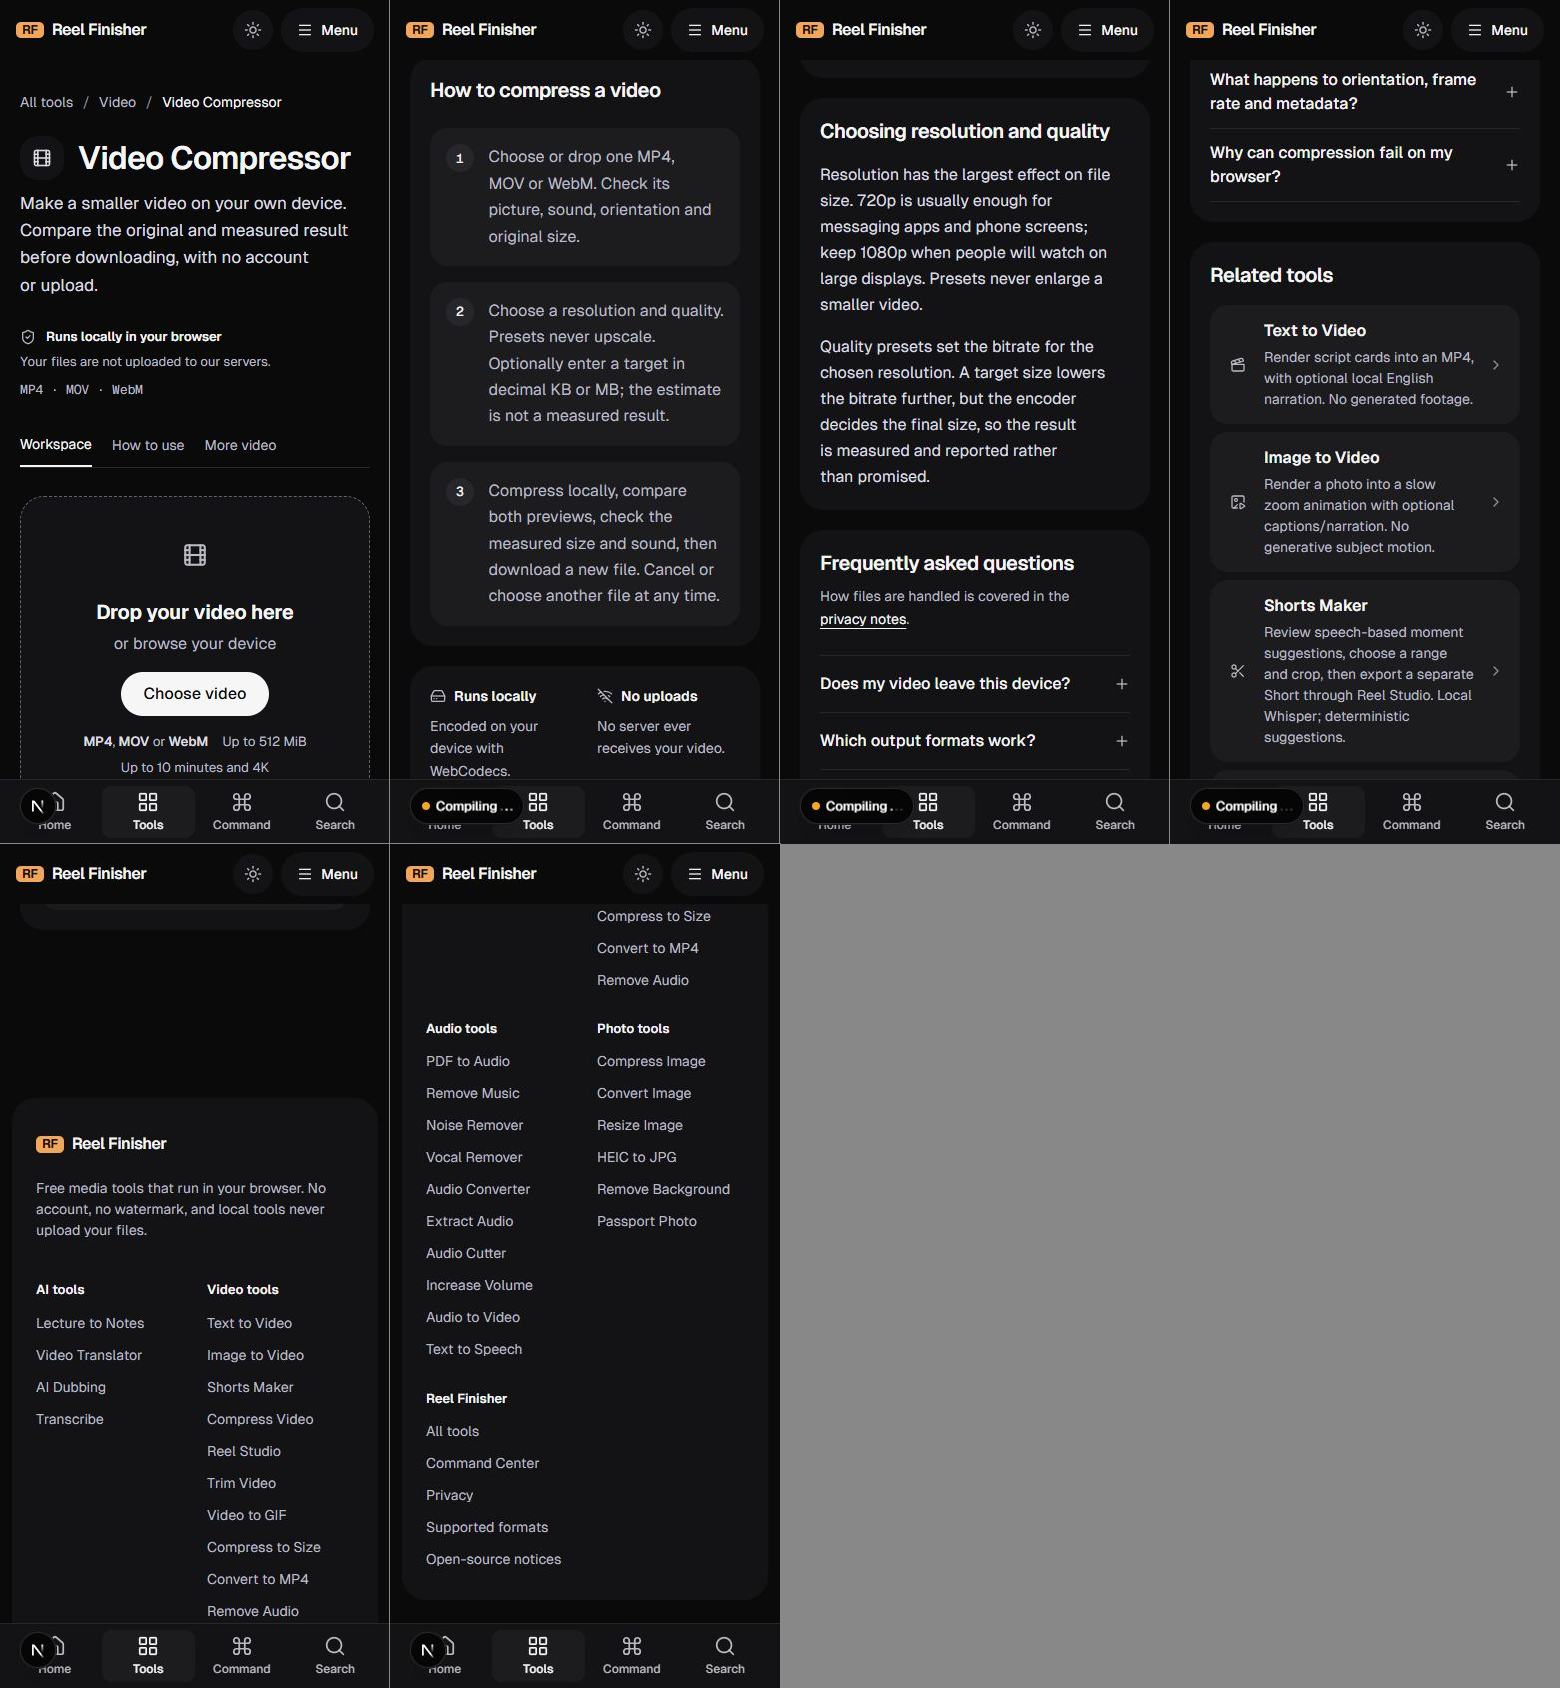 RF Reel Finisher Menu
All tools / Video / Video Compressor
Video Compressor
Make a smaller video on your own device.
Compare the original and measured result
before downloading, with no account
or upload.
Runs locally in your browser
Your files are not uploaded to our servers.
MP4 · MOV · WebM
Workspace How to use More video
Drop your video here
or browse your device
Choose video
MP4, MOV or WebM Up to 512 MiB
Up to 10 minutes and 4K
N Home Tools Command Search
RF Reel Finisher Menu
How to compress a video
1 Choose or drop one MP4,
MOV or WebM. Check its
picture, sound, orientation and
original size.
2 Choose a resolution and quality.
Presets never upscale.
Optionally enter a target in
decimal KB or MB; the estimate
is not a measured result.
3 Compress locally, compare
both previews, check the
measured size and sound, then
download a new file. Cancel or
choose another file at any time.
Runs locally
Encoded on your
device with
WebCodecs.
No uploads
No server ever
receives your video.
Compiling ...
Home Tools Command Search
RF Reel Finisher Menu
Choosing resolution and quality
Resolution has the largest effect on file
size. 720p is usually enough for
messaging apps and phone screens;
keep 1080p when people will watch on
large displays. Presets never enlarge a
smaller video.
Quality presets set the bitrate for the
chosen resolution. A target size lowers
the bitrate further, but the encoder
decides the final size, so the result
is measured and reported rather
than promised.
Frequently asked questions
How files are handled is covered in the
privacy notes.
Does my video leave this device? +
Which output formats work? +
Compiling ...
Home Tools Command Search
RF Reel Finisher Menu
What happens to orientation, frame
rate and metadata? +
Why can compression fail on my
browser? +
Related tools
Text to Video
Render script cards into an MP4,
with optional local English
narration. No generated footage.
Image to Video
Render a photo into a slow
zoom animation with optional
captions/narration. No
generative subject motion.
Shorts Maker
Review speech-based moment
suggestions, choose a range
and crop, then export a separate
Short through Reel Studio. Local
Whisper; deterministic
suggestions.
Compiling ...
Home Tools Command Search
RF Reel Finisher Menu
RF Reel Finisher
Free media tools that run in your browser. No
account, no watermark, and local tools never
upload your files.
AI tools
Lecture to Notes
Video Translator
AI Dubbing
Transcribe
Video tools
Text to Video
Image to Video
Shorts Maker
Compress Video
Reel Studio
Trim Video
Video to GIF
Compress to Size
Convert to MP4
Remove Audio
N Home Tools Command Search
RF Reel Finisher Menu
Compress to Size
Convert to MP4
Remove Audio
Audio tools
PDF to Audio
Remove Music
Noise Remover
Vocal Remover
Audio Converter
Extract Audio
Audio Cutter
Increase Volume
Audio to Video
Text to Speech
Photo tools
Compress Image
Convert Image
Resize Image
HEIC to JPG
Remove Background
Passport Photo
Reel Finisher
All tools
Command Center
Privacy
Supported formats
Open-source notices
N Home Tools Command Search